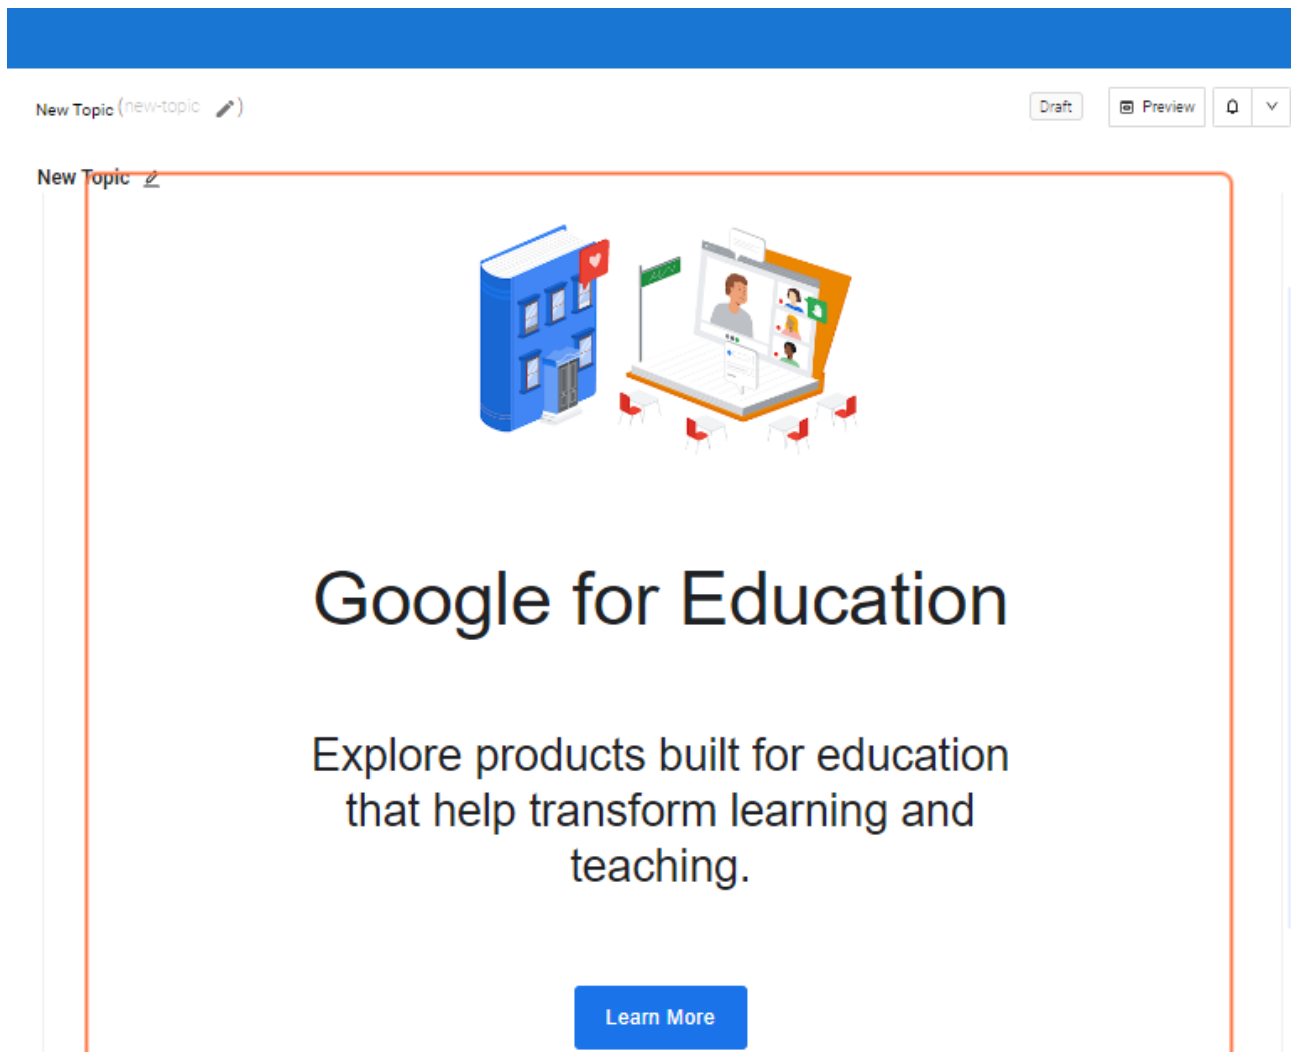 New Topic (new-topic )
Draft
Preview
New Topic
Google for Education
Explore products built for education
that help transform learning and
teaching.
Learn More